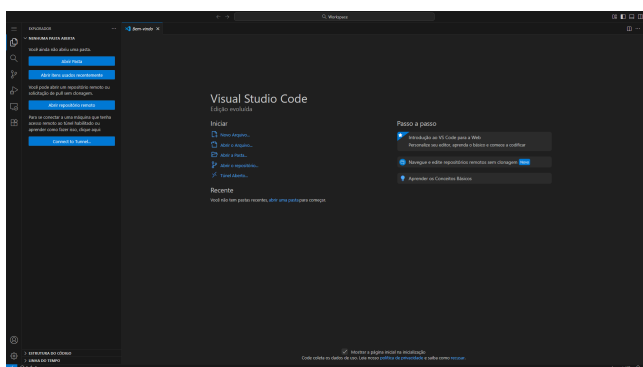 Workspace
EXPLORADOR
Bem-vindo
NENHUMA PASTA ABERTA
Você ainda não abriu uma pasta.
Abrir Pasta
Abrir itens usados recentemente
Você pode abrir um repositório remoto ou
solicitação de pull sem clonagem.
Abrir repositório remoto
Para se conectar a uma máquina que tenha
acesso remoto ao túnel habilitado ou
aprender como fazer isso, clique aqui:
Connect to Tunnel...
Visual Studio Code
Edição evoluída
Iniciar
Novo Arquivo...
Abrir o Arquivo...
Abrir a Pasta...
Abrir o repositório...
Túnel Aberto...
Recente
Você não tem pastas recentes, abrir uma pasta para começar.
Passo a passo
Introdução ao VS Code para a Web
Personalize seu editor, aprenda o básico e comece a codificar
Navegue e edite repositórios remotos sem clonagem
Aprender os Conceitos Básicos
Mostrar a página inicial na inicialização
Code coleta os dados de uso. Leia nosso política de privacidade e saiba como recusar.
ESTRUTURA DO CÓDIGO
LINHA DO TEMPO